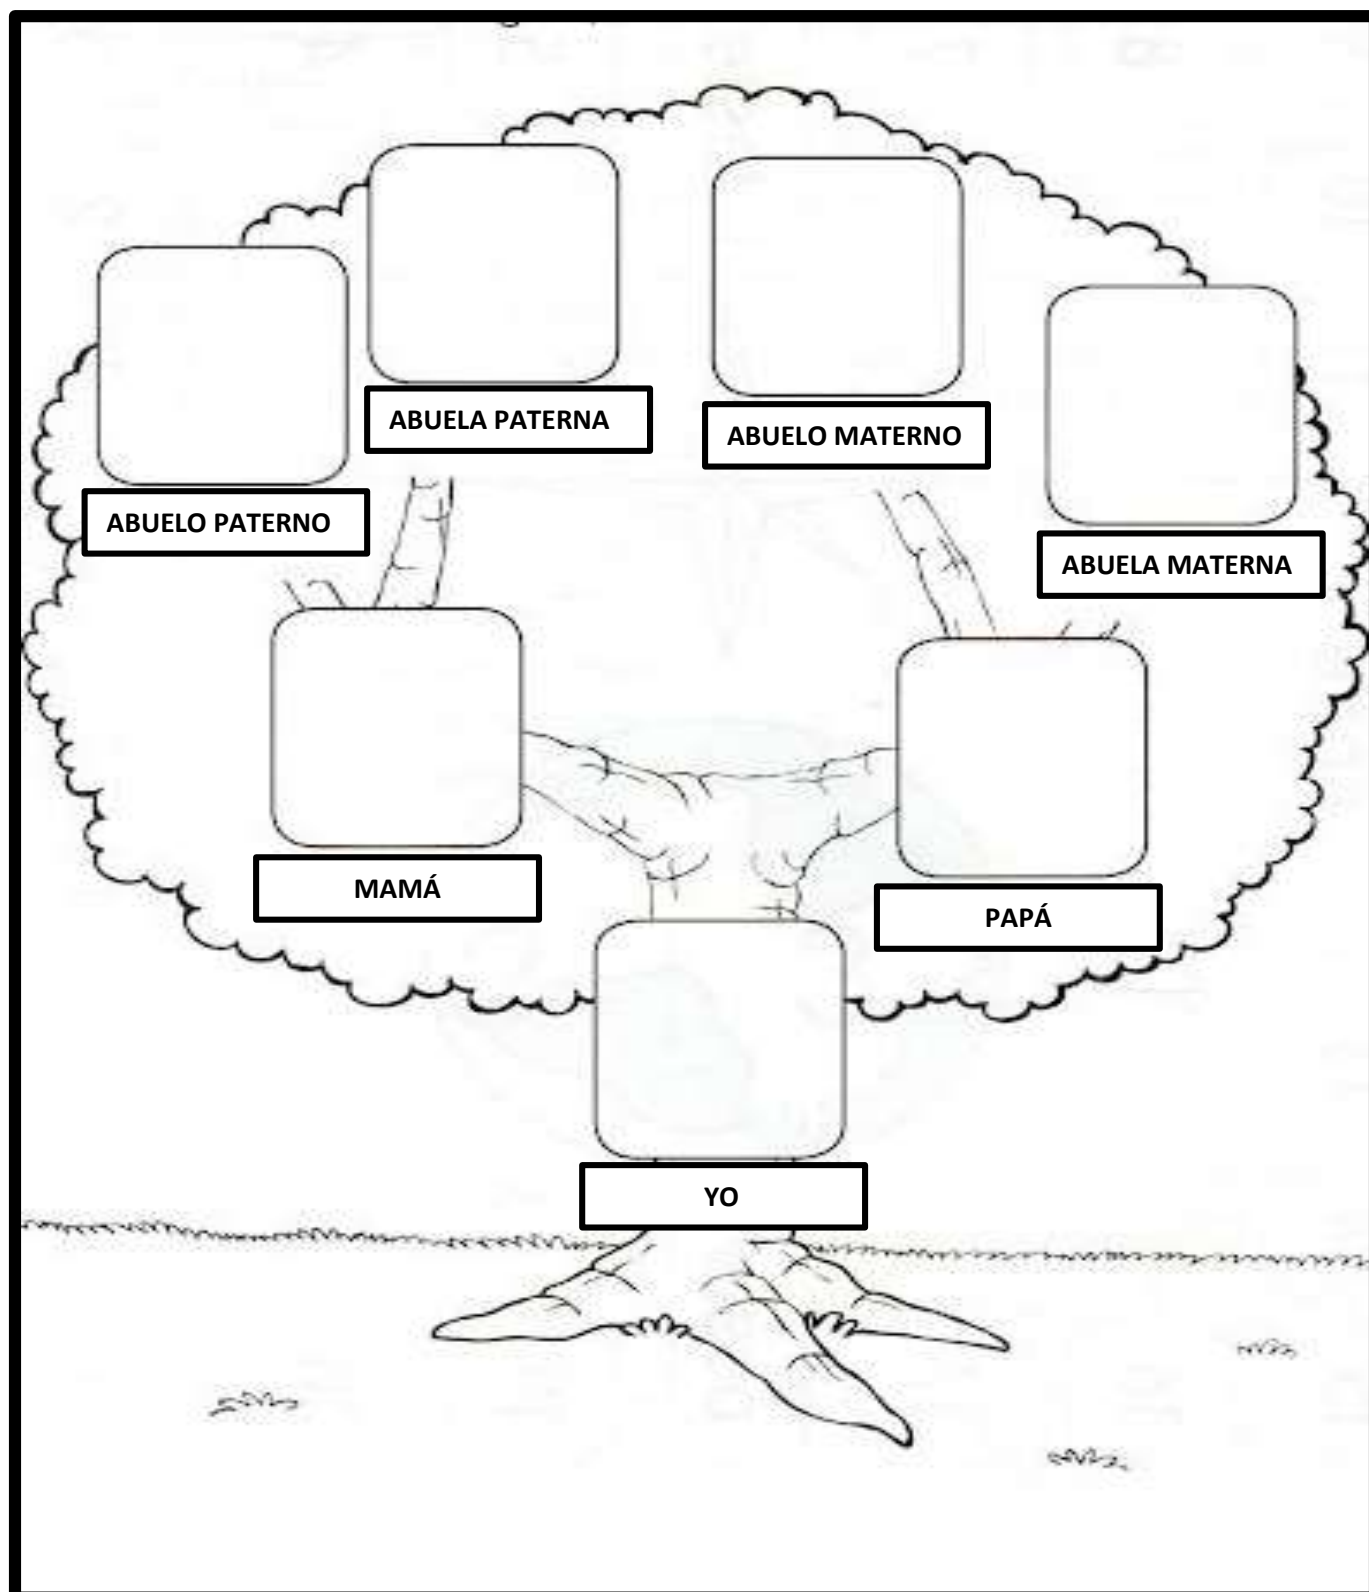 ABUELA PATERNA
ABUELO MATERNO
ABUELO PATERNO
ABUELA MATERNA
MAMÁ
PAPÁ
YO